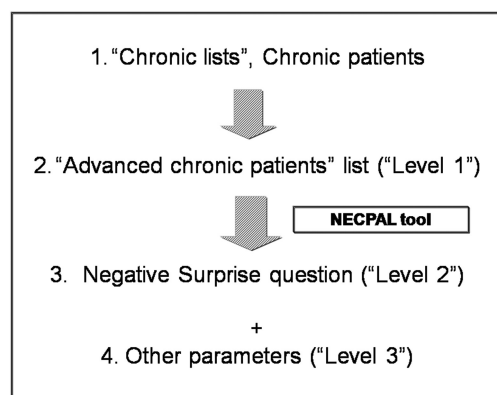 1. “Chronic lists”, Chronic patients
2. “Advanced chronic patients” list (“Level 1”)
NECPAL tool
3. Negative Surprise question (“Level 2”)
+
4. Other parameters (“Level 3”)